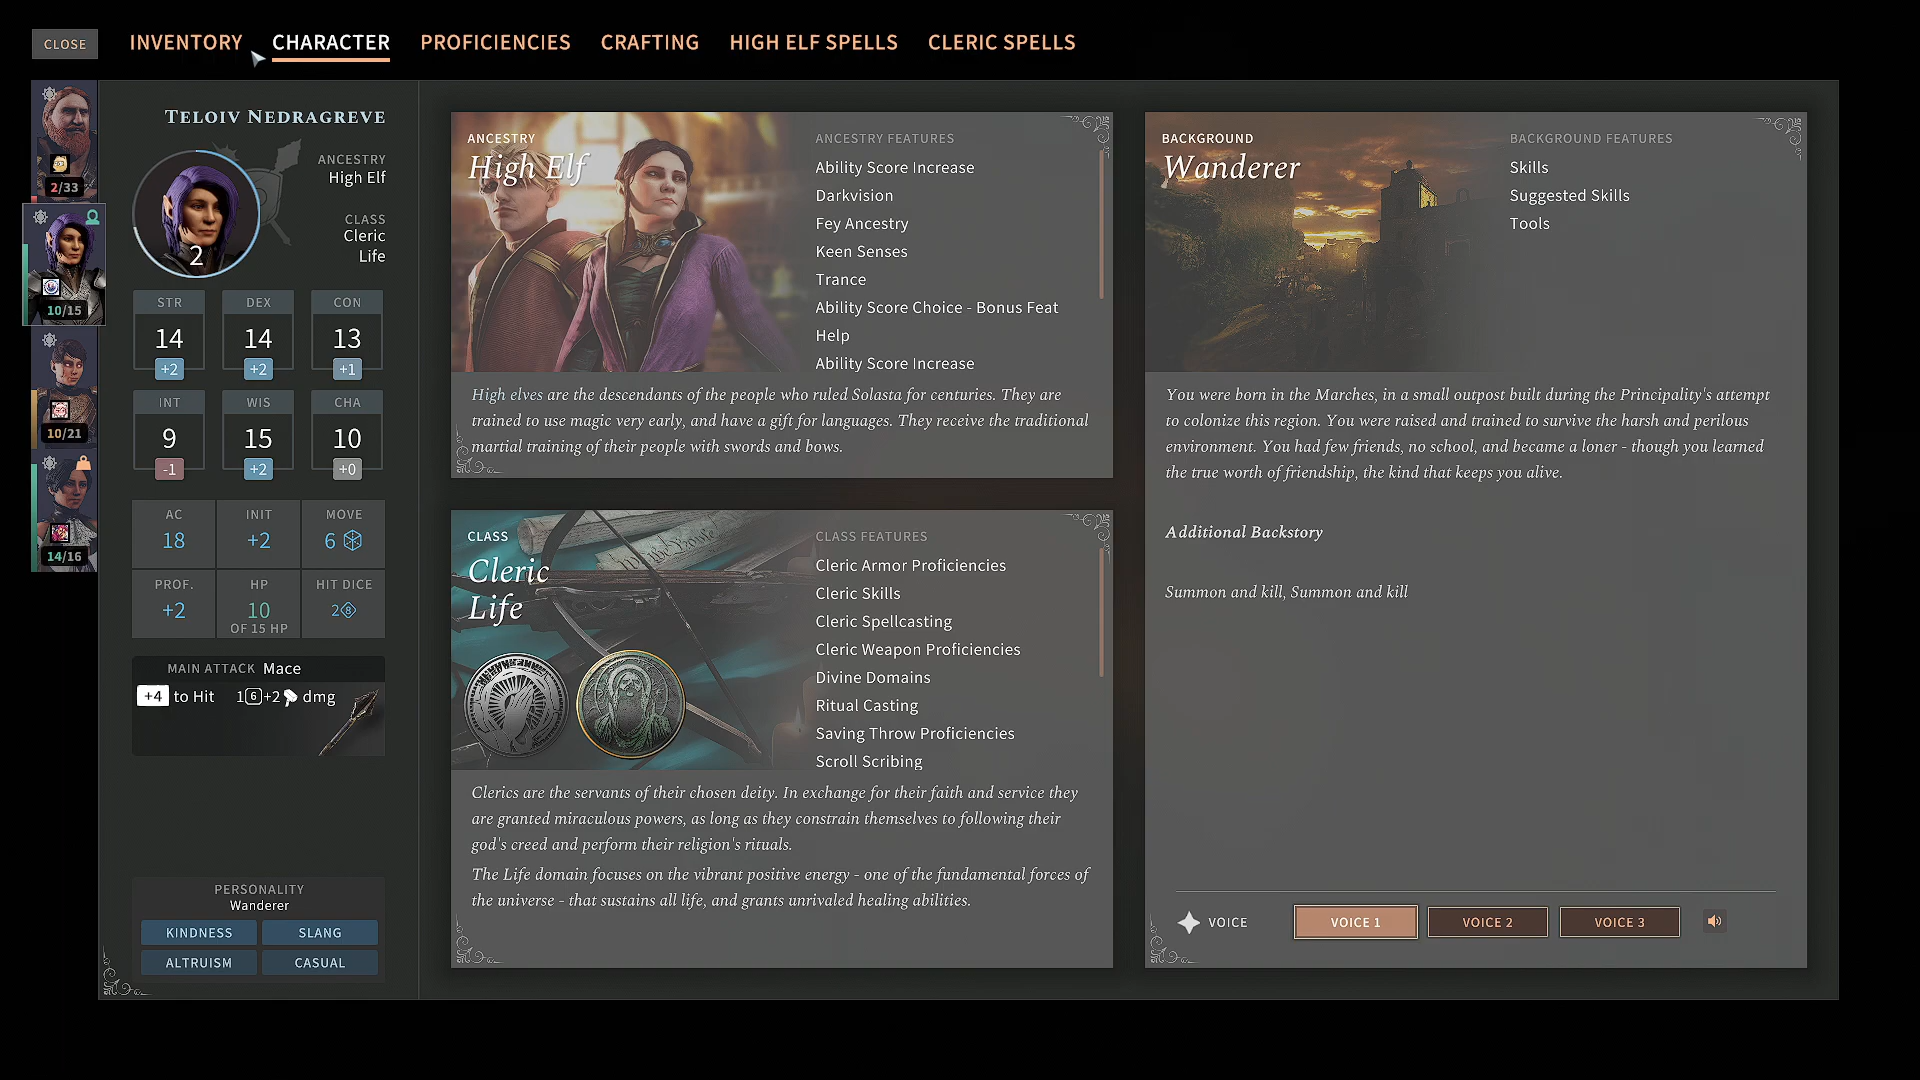 CLOSE
INVENTORY
CHARACTER
PROFICIENCIES
CRAFTING
HIGH ELF SPELLS
CLERIC SPELLS
2/33
10/15
10/21
14/16
Teloiv Nedragreve
ANCESTRY
High Elf
CLASS
Cleric
Life
2
STR
DEX
CON
14
14
13
+2
+2
+1
INT
WIS
CHA
9
15
10
-1
+2
+0
AC
INIT
MOVE
18
+2
6
PROF.
HP
HIT DICE
+2
10
2 8
OF 15 HP
MAIN ATTACK Mace
+4 to Hit 1 6 +2 dmg
PERSONALITY
Wanderer
KINDNESS
SLANG
ALTRUISM
CASUAL
ANCESTRY
High Elf
ANCESTRY FEATURES
Ability Score Increase
Darkvision
Fey Ancestry
Keen Senses
Trance
Ability Score Choice - Bonus Feat
Help
Ability Score Increase
High elves are the descendants of the people who ruled Solasta for centuries. They are
trained to use magic very early, and have a gift for languages. They receive the traditional
martial training of their people with swords and bows.
CLASS
Cleric
Life
We the People
CLASS FEATURES
Cleric Armor Proficiencies
Cleric Skills
Cleric Spellcasting
Cleric Weapon Proficiencies
Divine Domains
Ritual Casting
Saving Throw Proficiencies
Scroll Scribing
Clerics are the servants of their chosen deity. In exchange for their faith and service they
are granted miraculous powers, as long as they constrain themselves to following their
god's creed and perform their religion's rituals.
The Life domain focuses on the vibrant positive energy - one of the fundamental forces of
the universe - that sustains all life, and grants unrivaled healing abilities.
BACKGROUND
Wanderer
BACKGROUND FEATURES
Skills
Suggested Skills
Tools
You were born in the Marches, in a small outpost built during the Principality's attempt
to colonize this region. You were raised and trained to survive the harsh and perilous
environment. You had few friends, no school, and became a loner - though you learned
the true worth of friendship, the kind that keeps you alive.
Additional Backstory
Summon and kill, Summon and kill
VOICE
VOICE 1
VOICE 2
VOICE 3